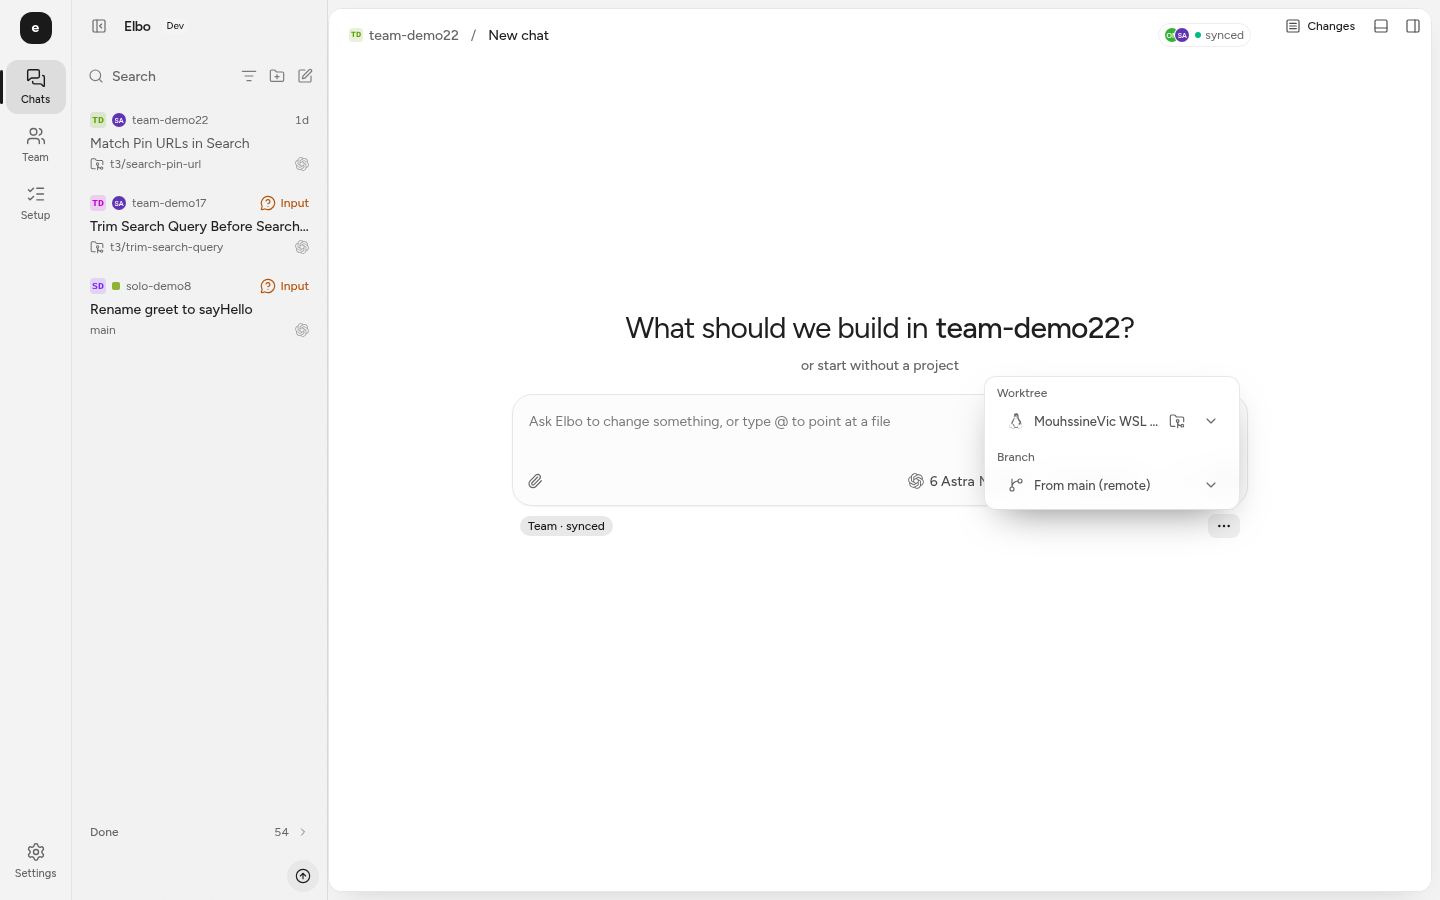 e
Chats
Team
Setup
Settings
Elbo Dev
Search
TD SA team-demo22 1d
Match Pin URLs in Search
t3/search-pin-url
TD SA team-demo17 Input
Trim Search Query Before Search...
t3/trim-search-query
SD solo-demo8 Input
Rename greet to sayHello
main
Done 54
TD team-demo22 / New chat
SA synced
Changes
What should we build in team-demo22?
or start without a project
Ask Elbo to change something, or type @ to point at a file
6 Astra
Team · synced
Worktree
MouhssineVic WSL ...
Branch
From main (remote)